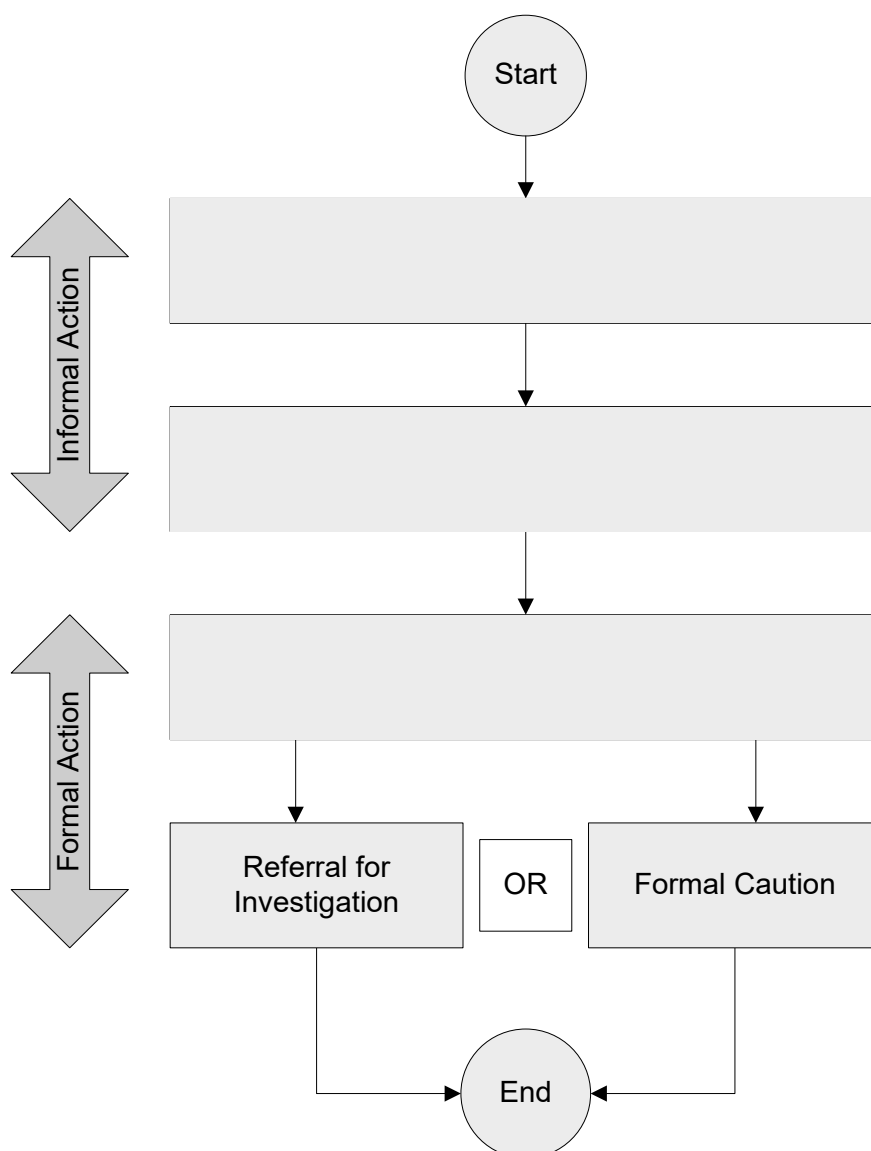 Start
Informal Action
Formal Action
Referral for
Investigation
OR
Formal Caution
End